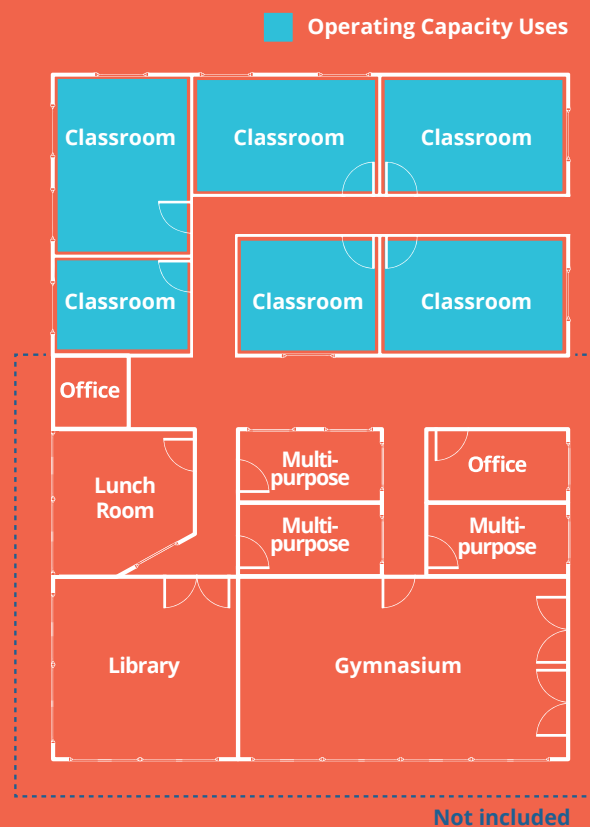 Operating Capacity Uses
Classroom
Classroom
Classroom
Classroom
Classroom
Classroom
Office
Lunch
Room
Multi-
purpose
Office
Multi-
purpose
Multi-
purpose
Library
Gymnasium
Not included